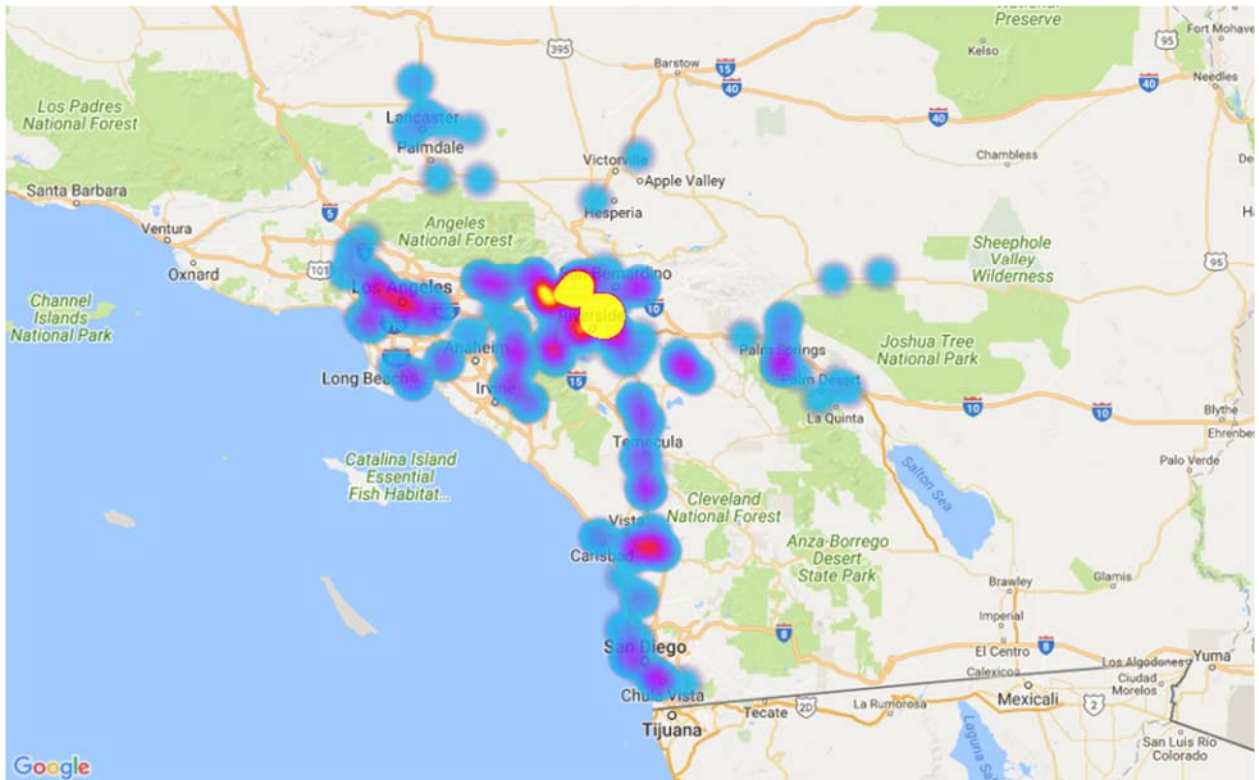 National
Preserve
Fort Mohave
Kelso
395
95
Barstow
15
40
40
Needles
40
Los Padres
National Forest
Lancaster
Palmdale
Victorville
Chambless
Apple Valley
Hesperia
Santa Barbara
5
Angeles
National Forest
Ventura
Oxnard
101
Sheephole
Valley
Wilderness
95
San Bernardino
Los Angeles
10
Channel
Islands
National Park
Riverside
Anaheim
Palm Springs
Joshua Tree
National Park
Long Beach
15
Irvine
Palm Desert
La Quinta
10
10
Blythe
Ehrenber
Temecula
Palo Verde
Catalina Island
Essential
Fish Habitat...
Salton Sea
Cleveland
National Forest
Vista
Carlsbad
Anza-Borrego
Desert
State Park
Brawley
Glamis
Imperial
8
El Centro
8
San Diego
Los Algodones
Yuma
Calexico
Ciudad
Morelos
Chula Vista
Mexicali
Tecate
2D
La Rumorosa
2
Tijuana
San Luis Río
Colorado
Laguna Sal
Google